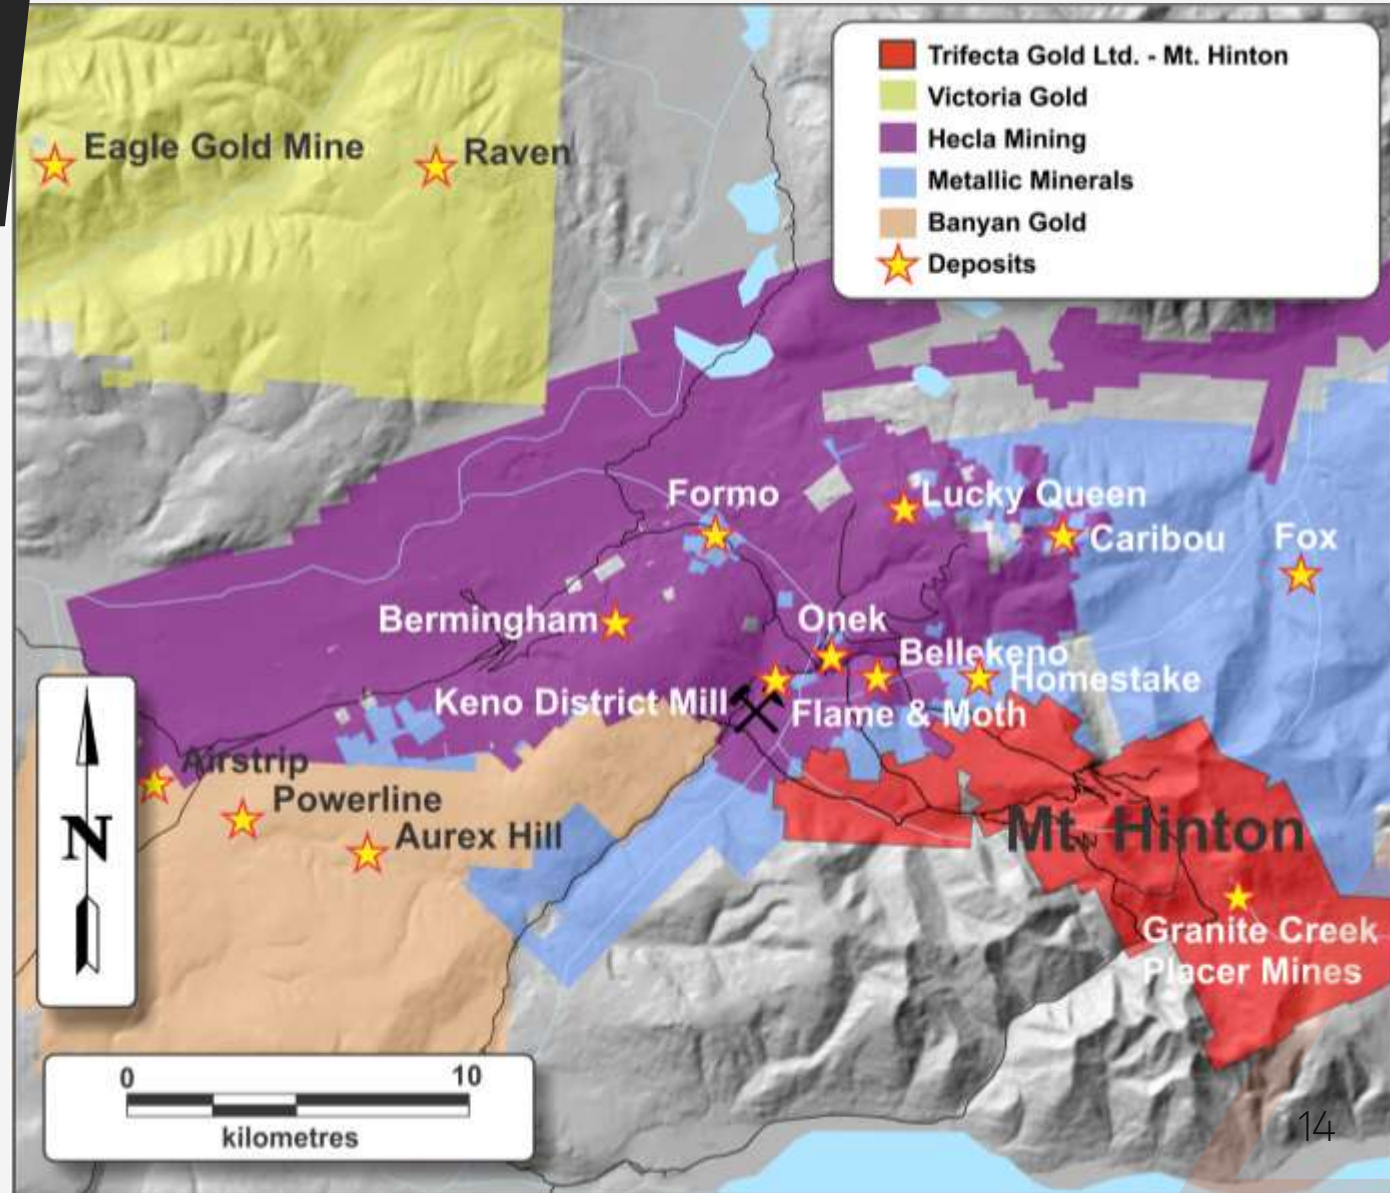 Trifecta Gold Ltd. - Mt. Hinton
Victoria Gold
Hecla Mining
Metallic Minerals
Banyan Gold
Deposits
Eagle Gold Mine
Raven
Formo
Lucky Queen
Caribou
Fox
Bermingham
Onek
Bellekeno
Homestake
Keno District Mill
Flame & Moth
Airstrip
Powerline
Aurex Hill
Mt. Hinton
Granite Creek
Placer Mines
N
0 10
kilometres
14